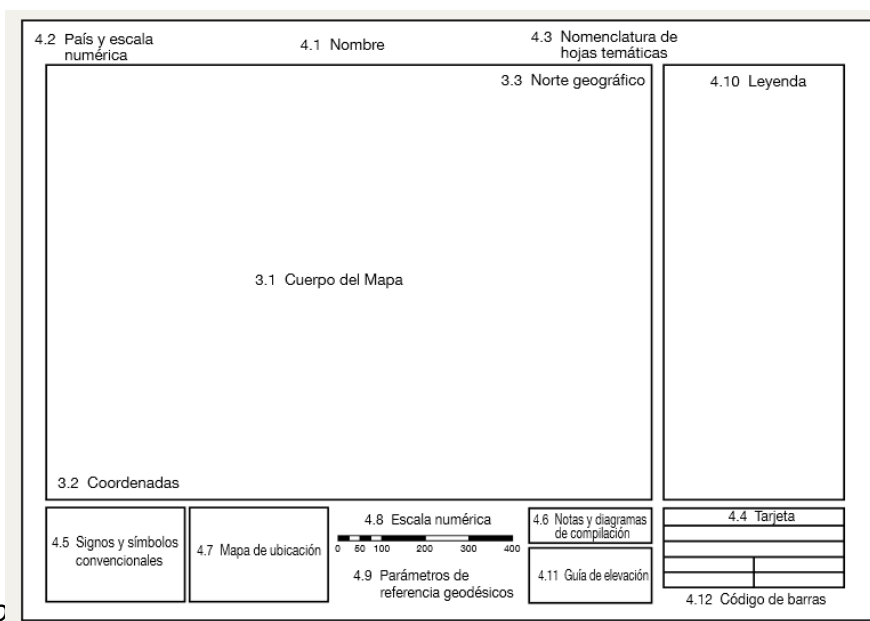 4.2 País y escala
numérica
4.1 Nombre
4.3 Nomenclatura de
hojas temáticas
3.3 Norte geográfico
4.10 Leyenda
3.1 Cuerpo del Mapa
3.2 Coordenadas
4.5 Signos y símbolos
convencionales
4.7 Mapa de ubicación
4.8 Escala numérica
0 50 100 200 300 400
4.9 Parámetros de
referencia geodésicos
4.6 Notas y diagramas
de compilación
4.11 Guía de elevación
4.4 Tarjeta
4.12 Código de barras